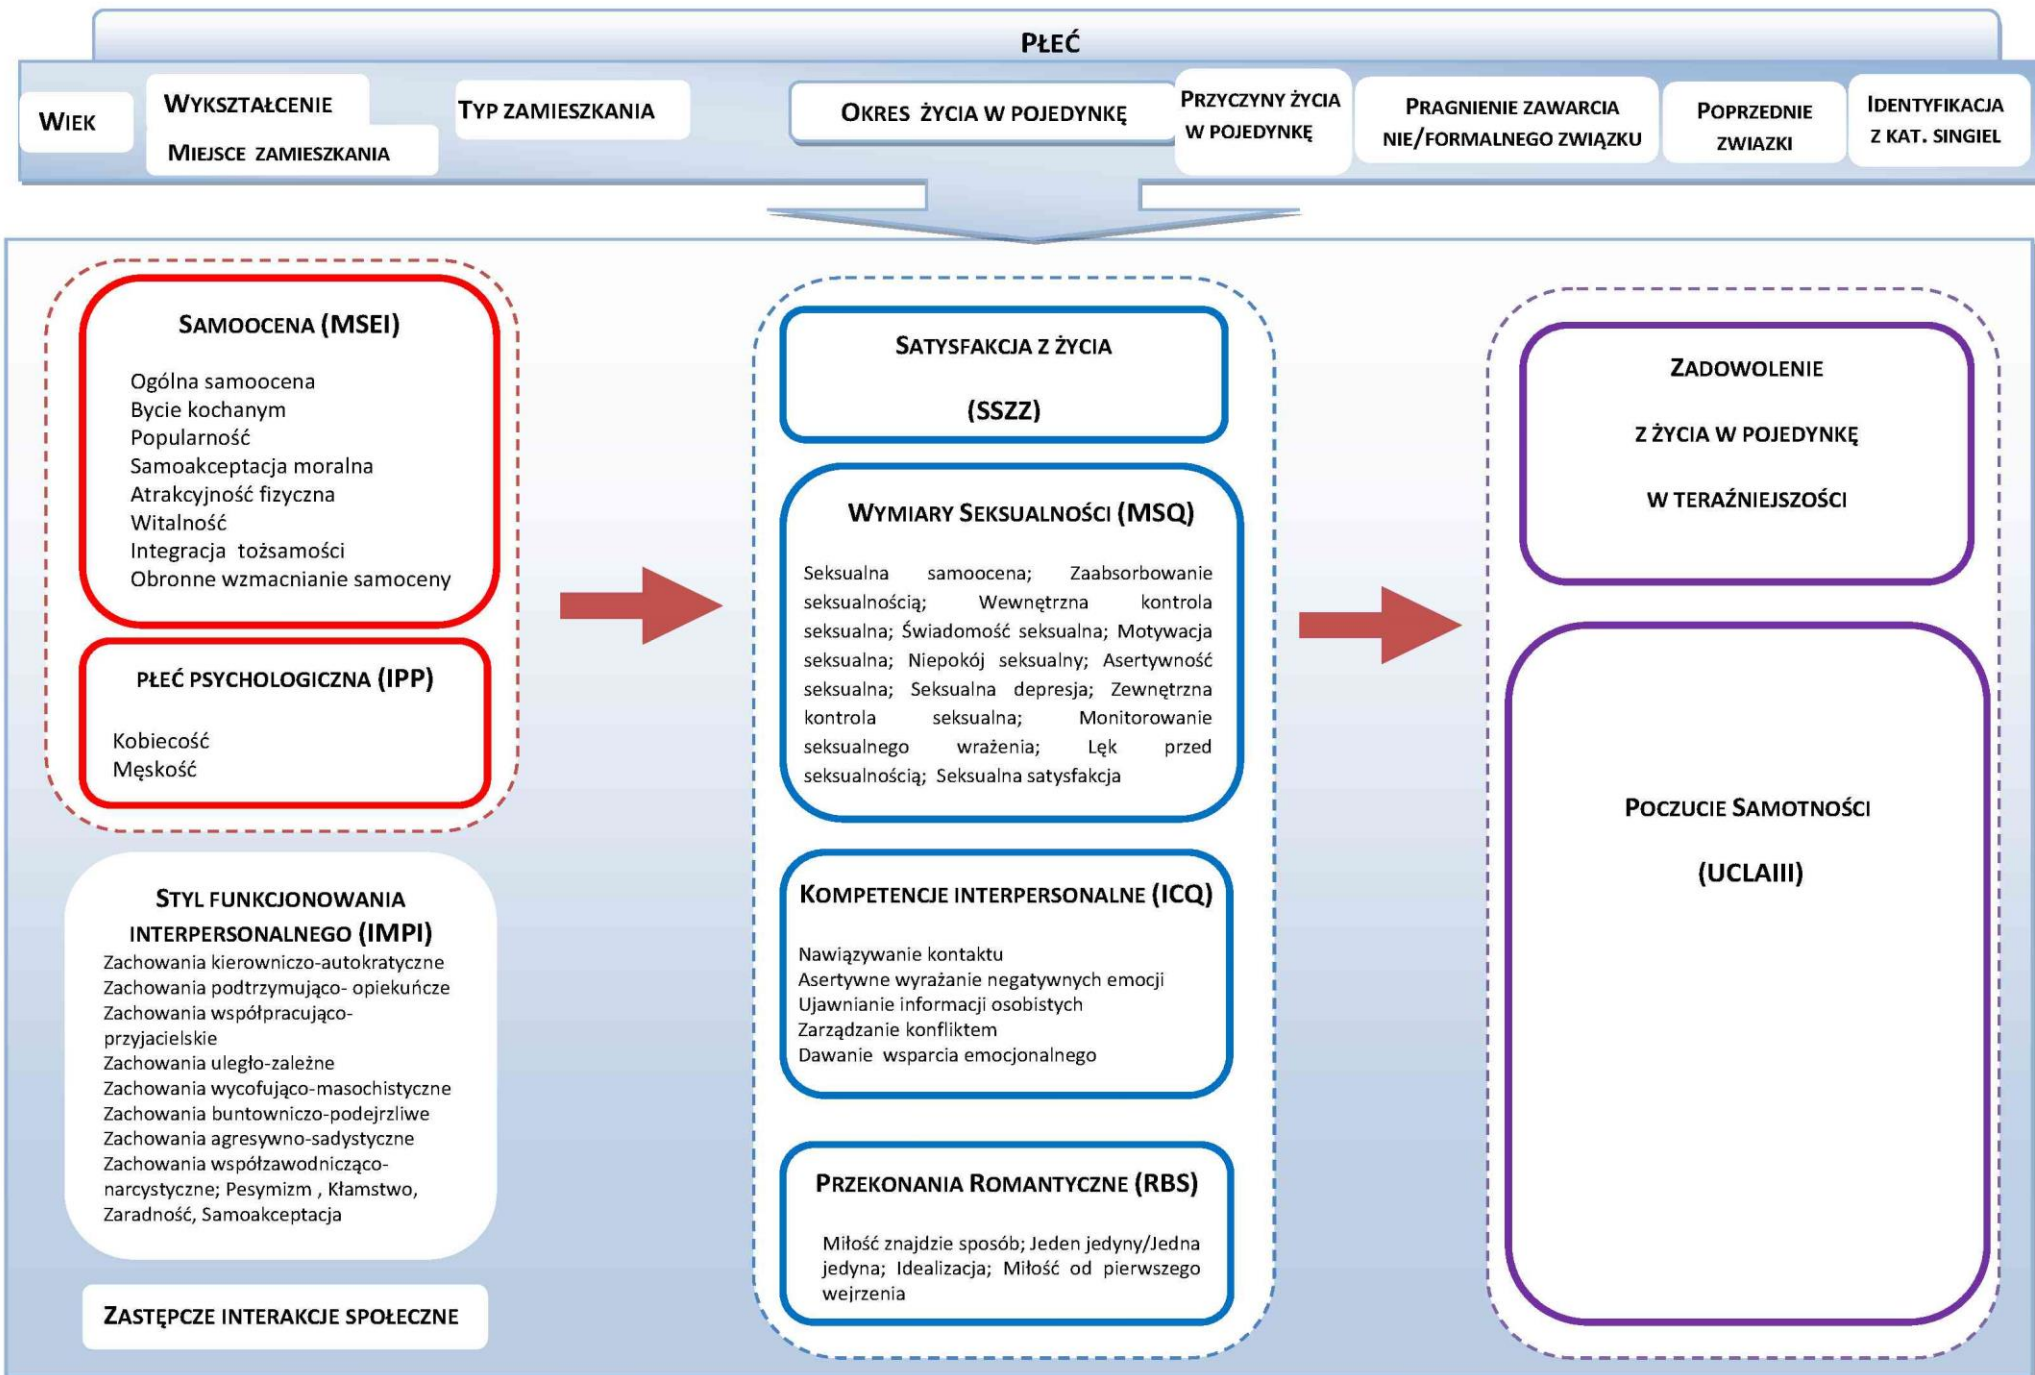 PŁEĆ
WIEK
WYKSZTAŁCENIE
MIEJSCE ZAMIESZKANIA
TYP ZAMIESZKANIA
OKRES ŻYCIA W POJEDYNKĘ
PRZYCZYNY ŻYCIA
W POJEDYNKĘ
PRAGNIENIE ZAWARCIA
NIE/FORMALNEGO ZWIĄZKU
POPRZEDNIE
ZWIAZKI
IDENTYFIKACJA
Z KAT. SINGIEL
SAMOOCENA (MSEI)
Ogólna samoocena
Bycie kochanym
Popularność
Samoakceptacja moralna
Atrakcyjność fizyczna
Witalność
Integracja tożsamości
Obronne wzmacnianie samoceny
PŁEĆ PSYCHOLOGICZNA (IPP)
Kobiecość
Męskość
STYL FUNKCJONOWANIA
INTERPERSONALNEGO (IMPI)
Zachowania kierowniczo-autokratyczne
Zachowania podtrzymująco- opiekuńcze
Zachowania współpracująco-
przyjacielskie
Zachowania uległo-zależne
Zachowania wycofująco-masochistyczne
Zachowania buntowniczo-podejrzliwe
Zachowania agresywno-sadystyczne
Zachowania współzawodnicząco-
narcystyczne; Pesymizm , Kłamstwo,
Zaradność, Samoakceptacja
ZASTĘPCZE INTERAKCJE SPOŁECZNE
SATYSFAKCJA Z ŻYCIA
(SSZZ)
WYMIARY SEKSUALNOŚCI (MSQ)
Seksualna samoocena; Zaabsorbowanie
seksualnością; Wewnętrzna kontrola
seksualna; Świadomość seksualna; Motywacja
seksualna; Niepokój seksualny; Asertywność
seksualna; Seksualna depresja; Zewnętrzna
kontrola seksualna; Monitorowanie
seksualnego wrażenia; Lęk przed
seksualnością; Seksualna satysfakcja
KOMPETENCJE INTERPERSONALNE (ICQ)
Nawiązywanie kontaktu
Asertywne wyrażanie negatywnych emocji
Ujawnianie informacji osobistych
Zarządzanie konfliktem
Dawanie wsparcia emocjonalnego
PRZEKONANIA ROMANTYCZNE (RBS)
Miłość znajdzie sposób; Jeden jedyny/Jedna
jedyna; Idealizacja; Miłość od pierwszego
wejrzenia
ZADOWOLENIE
Z ŻYCIA W POJEDYNKĘ
W TERAŹNIEJSZOŚCI
POCZUCIE SAMOTNOŚCI
(UCLAIII)